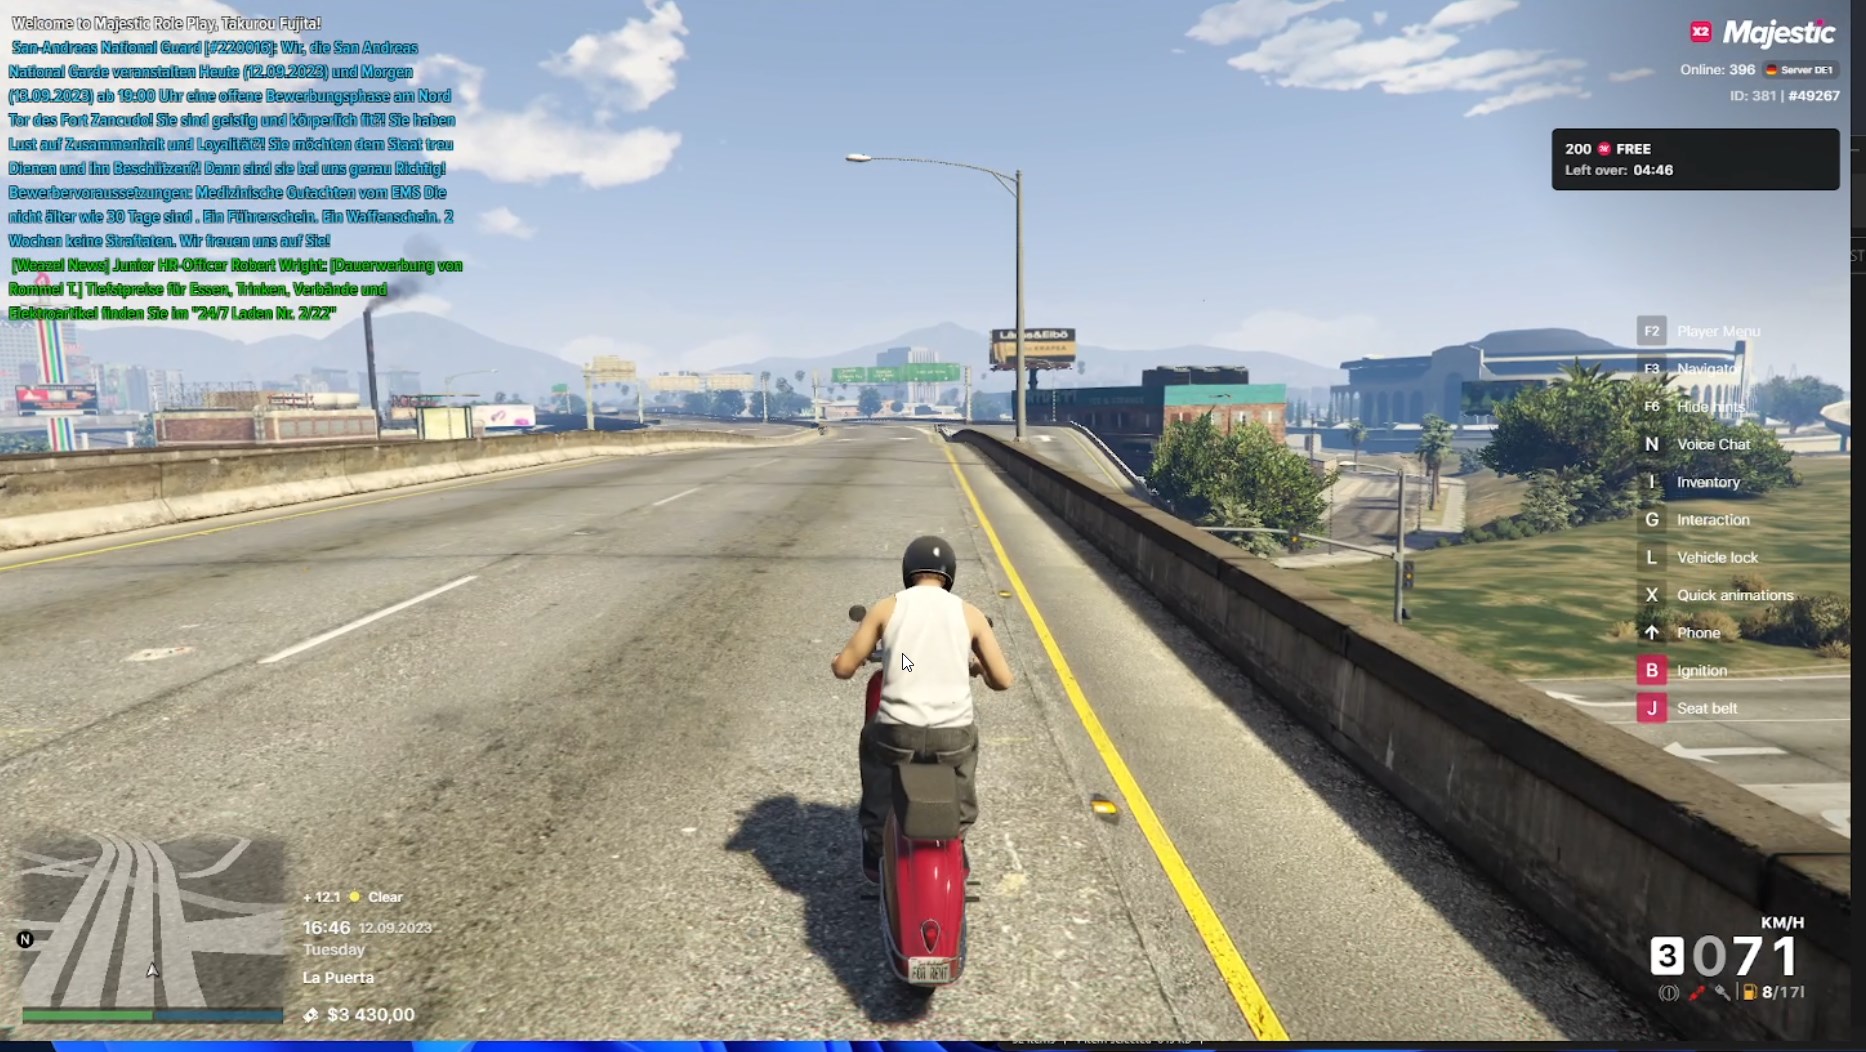 Welcome to Majestic Role Play, Takurou Fujita!
San-Andreas National Guard [#220016]: Wir, die San Andreas
National Garde veranstalten Heute (12.09.2023) und Morgen
(13.09.2023) ab 19:00 Uhr eine offene Bewerbungsphase am Nord
Tor des Fort Zancudo! Sie sind geistig und körperlich fit?! Sie haben
Lust auf Zusammenhalt und Loyalität?! Sie möchten dem Staat treu
Dienen und ihn Beschützen?! Dann sind sie bei uns genau Richtig!
Bewerbervoraussetzungen: Medizinische Gutachten vom EMS Die
nicht älter wie 30 Tage sind . Ein Führerschein. Ein Waffenschein. 2
Wochen keine Straftaten. Wir freuen uns auf Sie!
[Weazel News] Junior HR-Officer Robert Wright: [Dauerwerbung von
Rommel T.] Tiefstpreise für Essen, Trinken, Verbände und
Elektroartikel finden Sie im "24/7 Laden Nr. 2/22"
X2 Majestic
Online: 396 Server DE1
ID: 381 | #49267
200 FREE
Left over: 04:46
F2 Player Menu
F3 Navigator
F6 Hide hints
N Voice Chat
I Inventory
G Interaction
L Vehicle lock
X Quick animations
Phone
B Ignition
J Seat belt
FOR RENT
N
+ 12.1 Clear
16:46 12.09.2023
Tuesday
La Puerta
$3 430,00
KM/H
3 071
8/17l